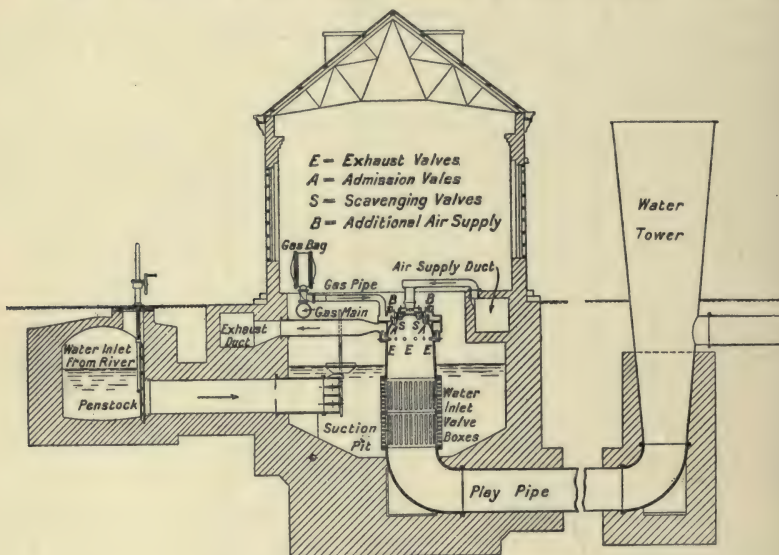 E = Exhaust Valves.
A = Admission Vales
S = Scavenging Valves
B = Additional Air Supply
Gas Bag
Air Supply Duct
Gas Pipe
Gas Main
Water
Tower
B
B
A
S
S
A
E
E
E
Exhaust
Duct
Water Inlet
From River
Penstock
Water
Inlet
Valve
Boxes
Suction
Pit
Play Pipe